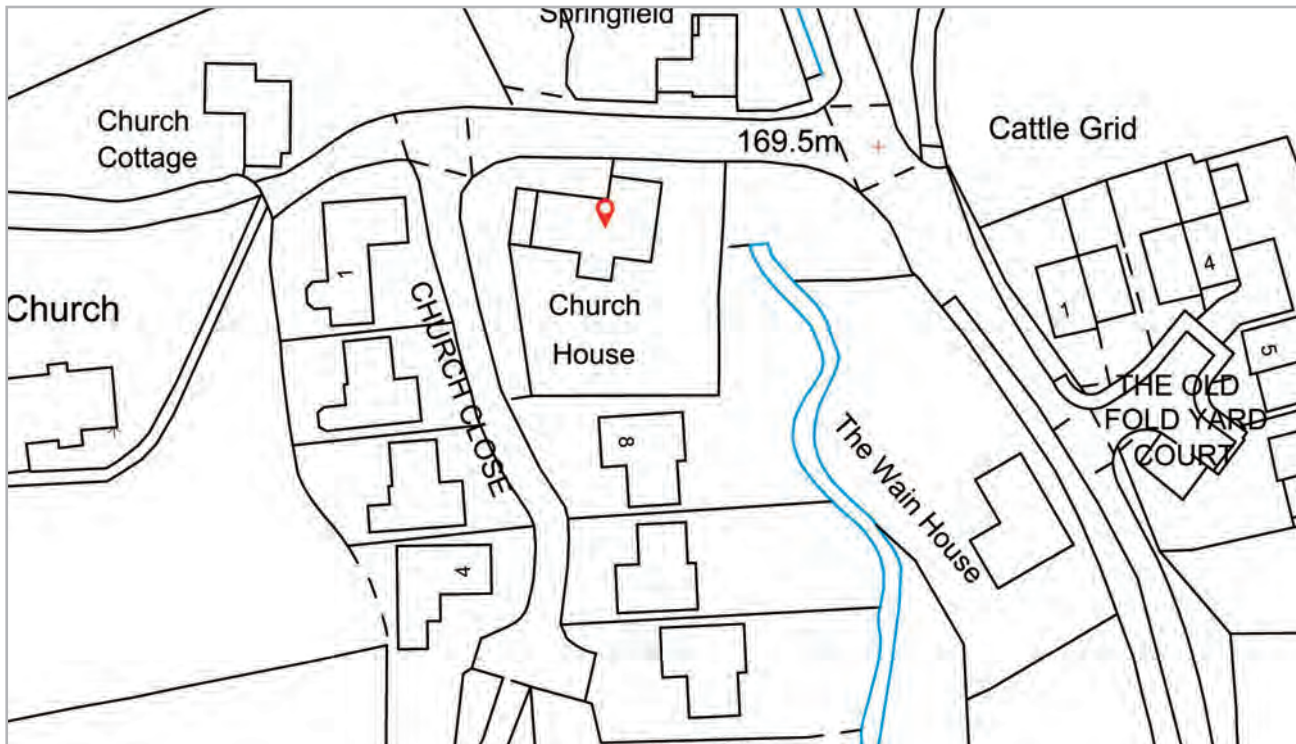 Springfield
Church
Cottage
169.5m
Cattle Grid
Church
1
CHURCH CLOSE
Church
House
4
1
5
THE OLD
FOLD YARD
COURT
8
The Wain House
4